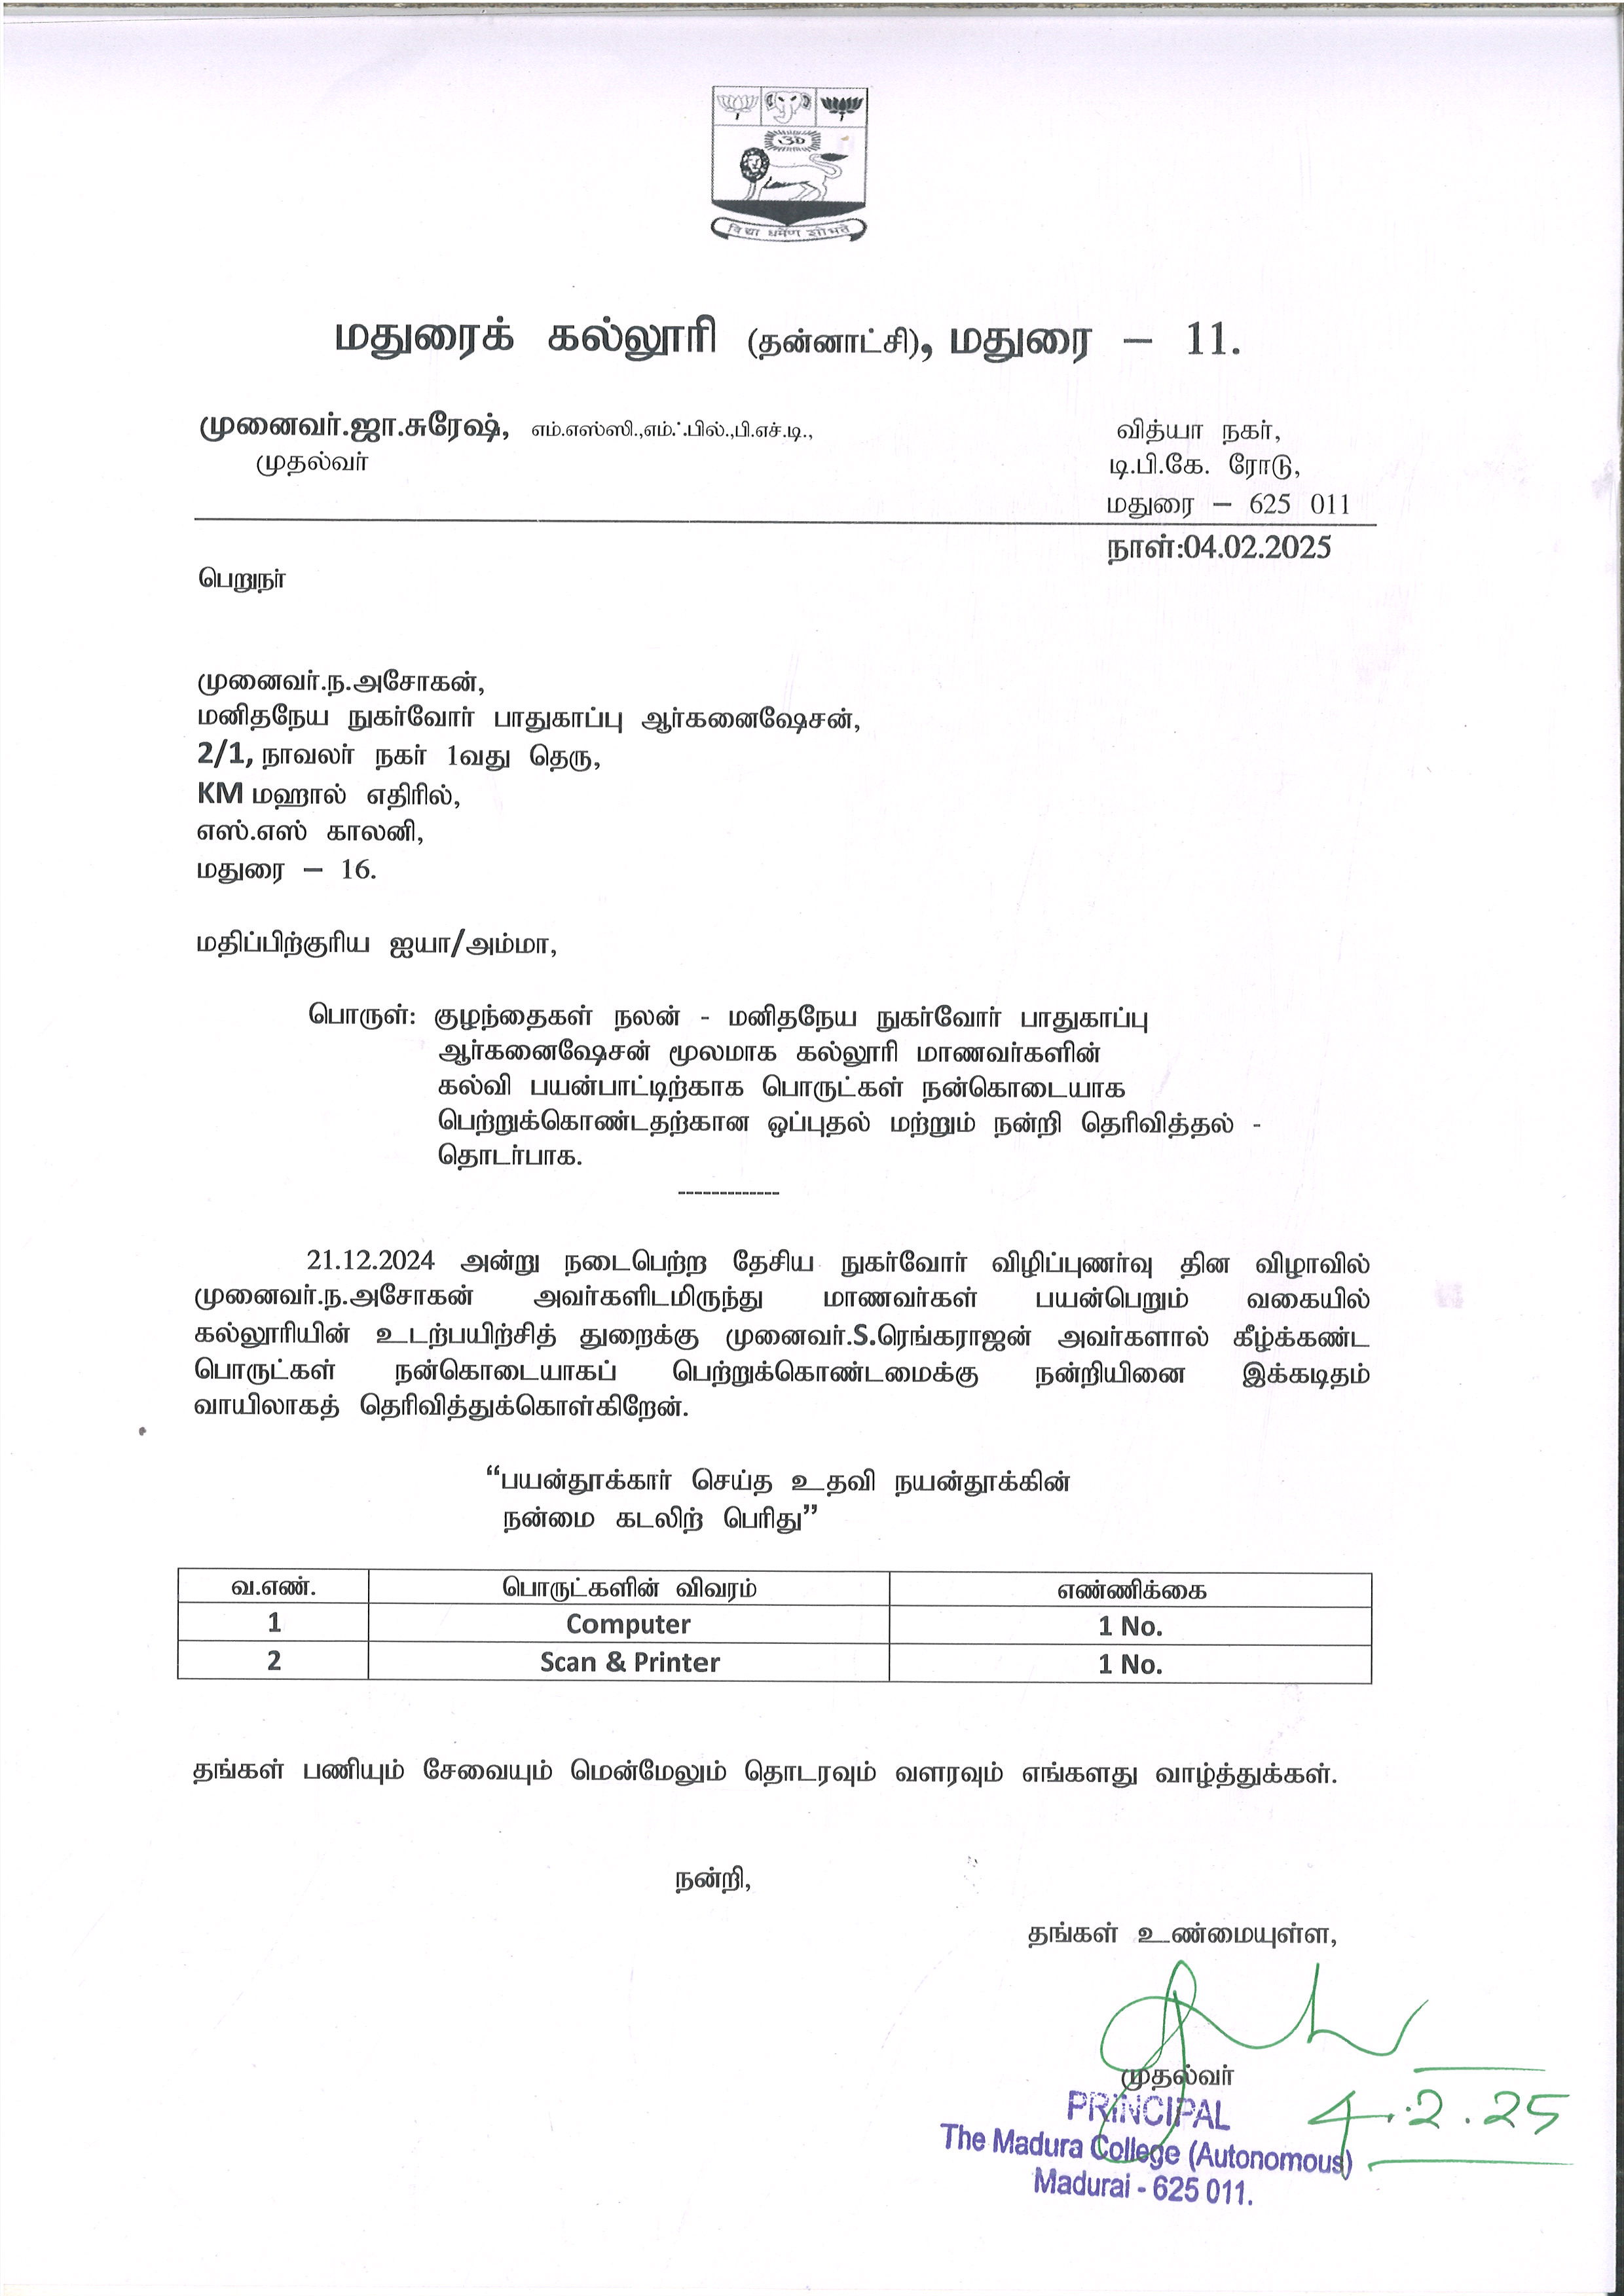 ஓம்
विद्या धर्मेण शोभते
மதுரைக் கல்லூரி (தன்னாட்சி), மதுரை – 11.
முனைவர்.ஜா.சுரேஷ், எம்.எஸ்ஸி.,எம்.ஃபில்.,பி.எச்.டி.,
முதல்வர்
வித்யா நகர்,
டி.பி.கே. ரோடு,
மதுரை – 625 011
நாள்:04.02.2025
பெறுநர்
முனைவர்.ந.அசோகன்,
மனிதநேய நுகர்வோர் பாதுகாப்பு ஆர்கனைஷேசன்,
2/1, நாவலர் நகர் 1வது தெரு,
KM மஹால் எதிரில்,
எஸ்.எஸ் காலனி,
மதுரை – 16.
மதிப்பிற்குரிய ஐயா/அம்மா,
பொருள்: குழந்தைகள் நலன் - மனிதநேய நுகர்வோர் பாதுகாப்பு
ஆர்கனைஷேசன் மூலமாக கல்லூரி மாணவர்களின்
கல்வி பயன்பாட்டிற்காக பொருட்கள் நன்கொடையாக
பெற்றுக்கொண்டதற்கான ஒப்புதல் மற்றும் நன்றி தெரிவித்தல் -
தொடர்பாக.
-------------
21.12.2024 அன்று நடைபெற்ற தேசிய நுகர்வோர் விழிப்புணர்வு தின விழாவில்
முனைவர்.ந.அசோகன் அவர்களிடமிருந்து மாணவர்கள் பயன்பெறும் வகையில்
கல்லூரியின் உடற்பயிற்சித் துறைக்கு முனைவர்.S.ரெங்கராஜன் அவர்களால் கீழ்க்கண்ட
பொருட்கள் நன்கொடையாகப் பெற்றுக்கொண்டமைக்கு நன்றியினை இக்கடிதம்
வாயிலாகத் தெரிவித்துக்கொள்கிறேன்.
“பயன்தூக்கார் செய்த உதவி நயன்தூக்கின்
நன்மை கடலிற் பெரிது”
வ.எண். பொருட்களின் விவரம் எண்ணிக்கை
1 Computer 1 No.
2 Scan & Printer 1 No.
தங்கள் பணியும் சேவையும் மென்மேலும் தொடரவும் வளரவும் எங்களது வாழ்த்துக்கள்.
நன்றி,
தங்கள் உண்மையுள்ள,
முதல்வர்
PRINCIPAL
The Madura College (Autonomous)
Madurai - 625 011.
4.2.25